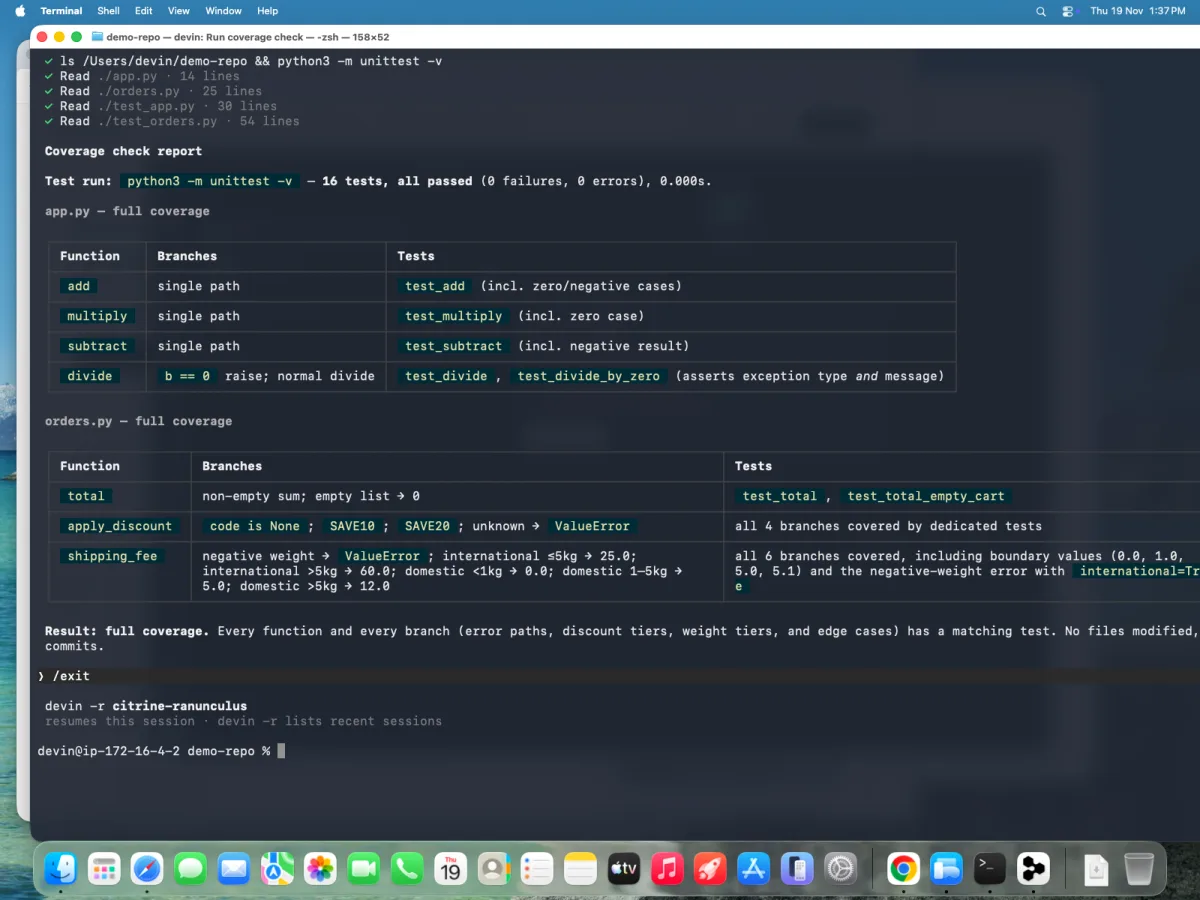 Terminal Shell Edit View Window Help Thu 19 Nov 1:37 PM
demo-repo — devin: Run coverage check — -zsh — 158×52
✓ ls /Users/devin/demo-repo && python3 -m unittest -v
✓ Read ./app.py · 14 lines
✓ Read ./orders.py · 25 lines
✓ Read ./test_app.py · 30 lines
✓ Read ./test_orders.py · 54 lines
Coverage check report
Test run: python3 -m unittest -v — 16 tests, all passed (0 failures, 0 errors), 0.000s.
app.py — full coverage
Function Branches Tests
add single path test_add (incl. zero/negative cases)
multiply single path test_multiply (incl. zero case)
subtract single path test_subtract (incl. negative result)
divide b == 0 raise; normal divide test_divide , test_divide_by_zero (asserts exception type and message)
orders.py — full coverage
Function Branches Tests
total non-empty sum; empty list → 0 test_total , test_total_empty_cart
apply_discount code is None ; SAVE10 ; SAVE20 ; unknown → ValueError all 4 branches covered by dedicated tests
shipping_fee negative weight → ValueError ; international ≤5kg → 25.0; all 6 branches covered, including boundary values (0.0, 1.0,
international >5kg → 60.0; domestic <1kg → 0.0; domestic 1–5kg → 5.0, 5.1) and the negative-weight error with international=Tr
5.0; domestic >5kg → 12.0 e
Result: full coverage. Every function and every branch (error paths, discount tiers, weight tiers, and edge cases) has a matching test. No files modified,
commits.
❯ /exit
devin -r citrine-ranunculus
resumes this session · devin -r lists recent sessions
devin@ip-172-16-4-2 demo-repo %
Thu
19
tv